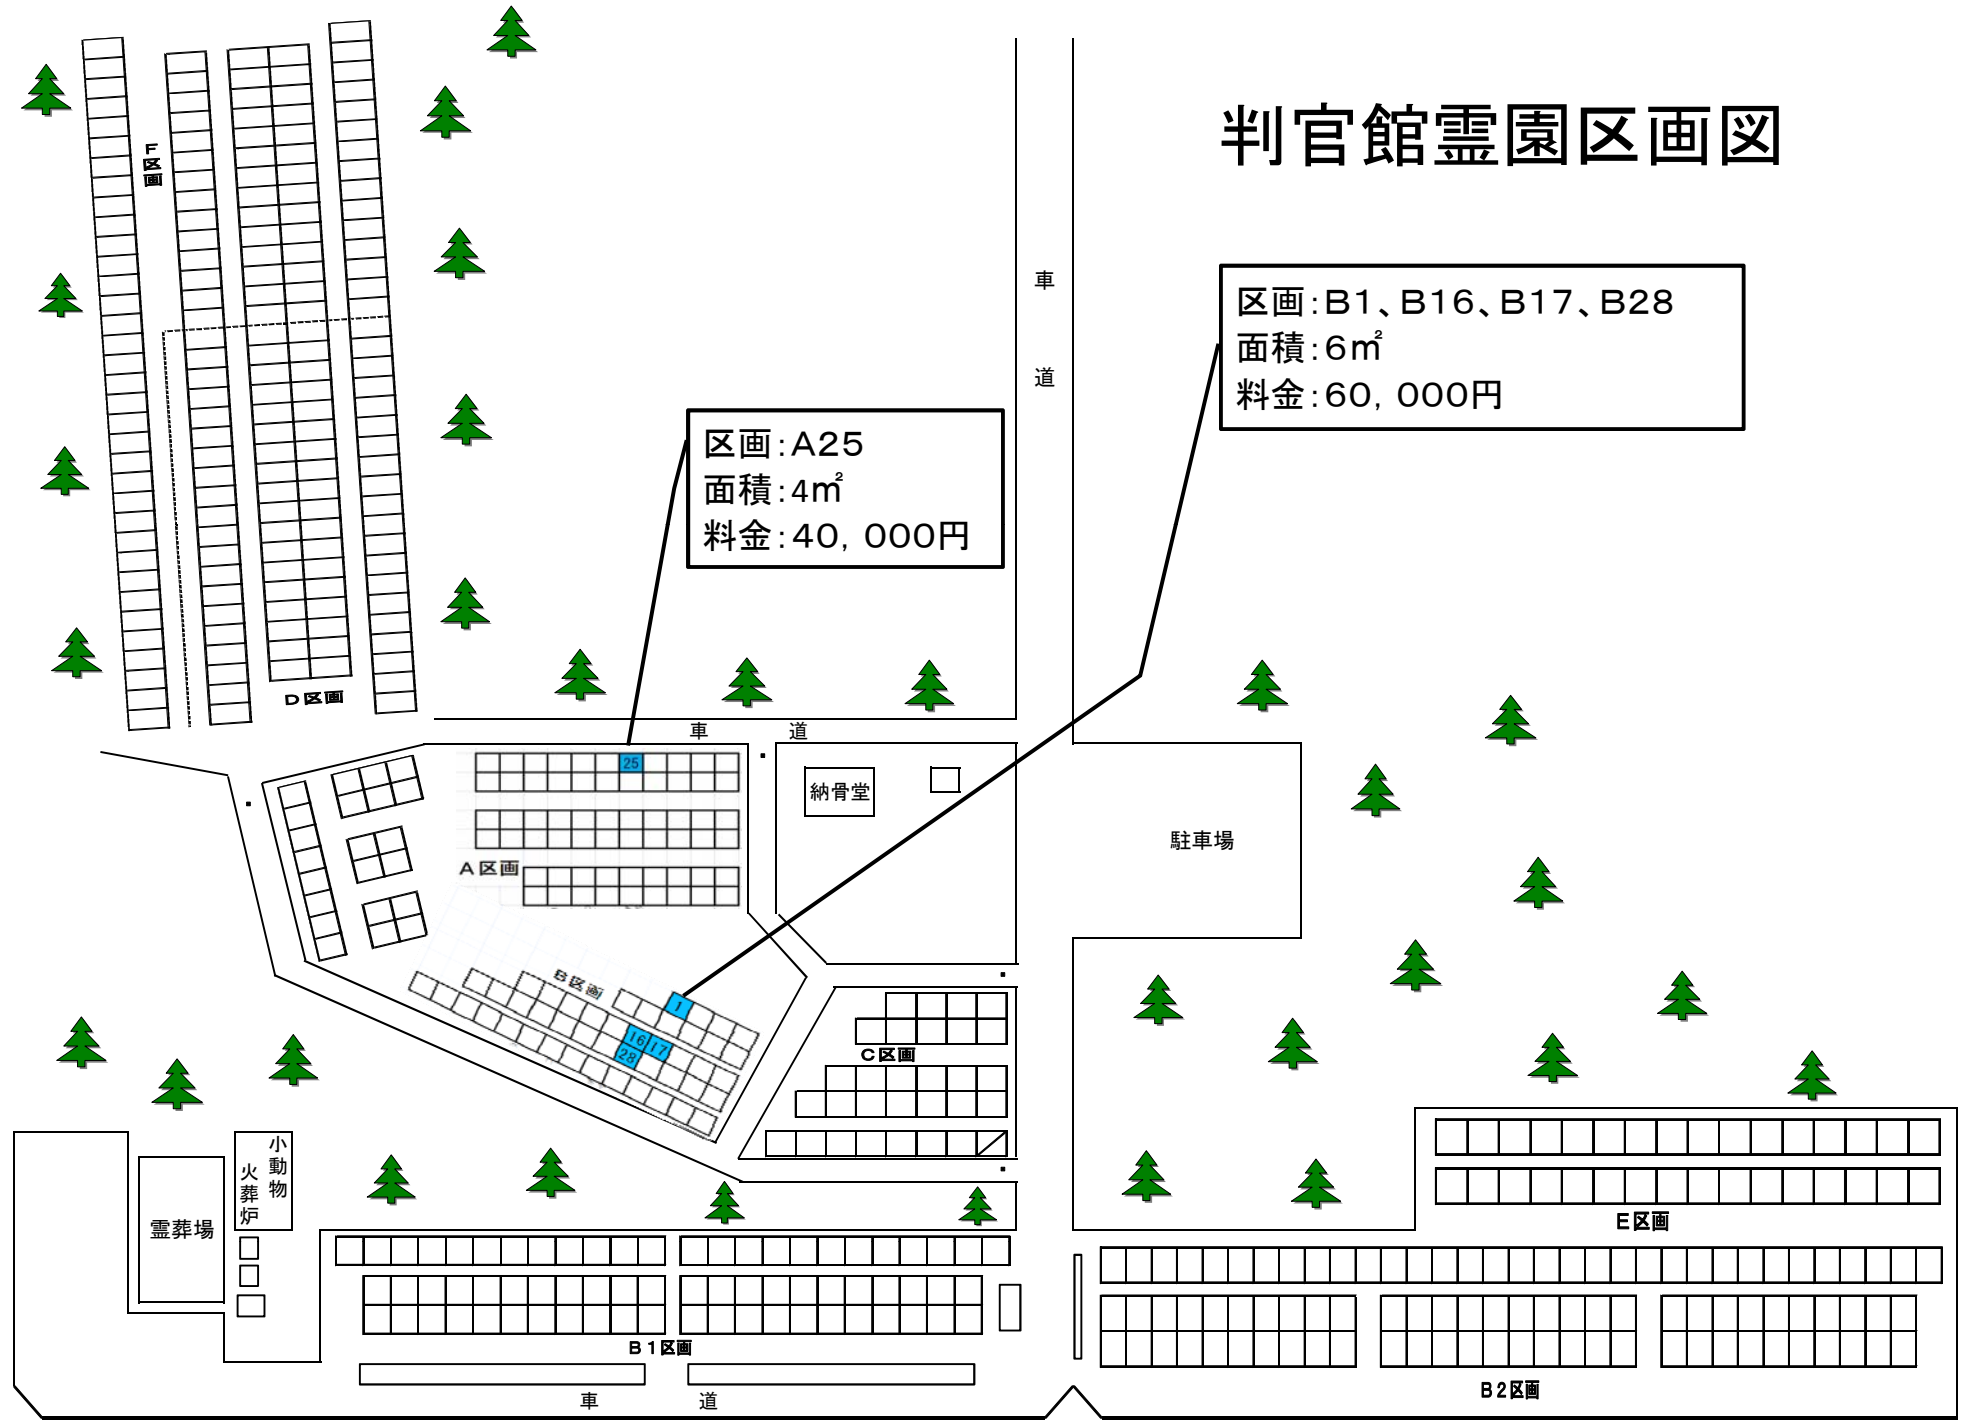 判官館霊園区画図
F区画
車道
区画:B1、B16、B17、B28
面積:6㎡
料金:60,000円
区画:A25
面積:4㎡
料金:40,000円
D区画
車道
25
納骨堂
駐車場
A区画
B区画
1
16
17
28
C区画
小動物
火葬炉
霊葬場
E区画
B1区画
B2区画
車道